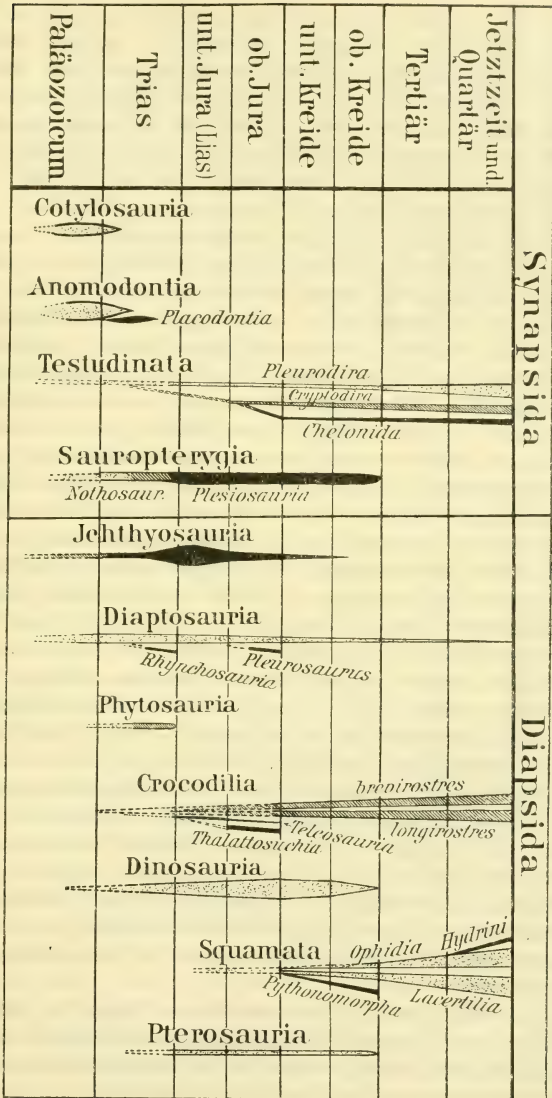 Paläozoicum
Trias
unt. Jura (Lias)
ob. Jura
unt. Kreide
ob. Kreide
Tertiär
Jetztzeit und.
Quartär
Synapsida
Cotylosauria
Anomodontia
Placodontia
Testudinata
Pleurodira
Cryptodira
Chelonida
Sauropterygia
Nothosaur. Plesiosauria
Diapsida
Jchthyosauria
Diaptosauria
Rhynchosauria
Pleurosaurus
Phytosauria
Crocodilia
brevirostres
Teleosauria
longirostres
Thalattosuchia
Dinosauria
Squamata
Ophidia
Hydrini
Pythonomorpha
Lacertilia
Pterosauria